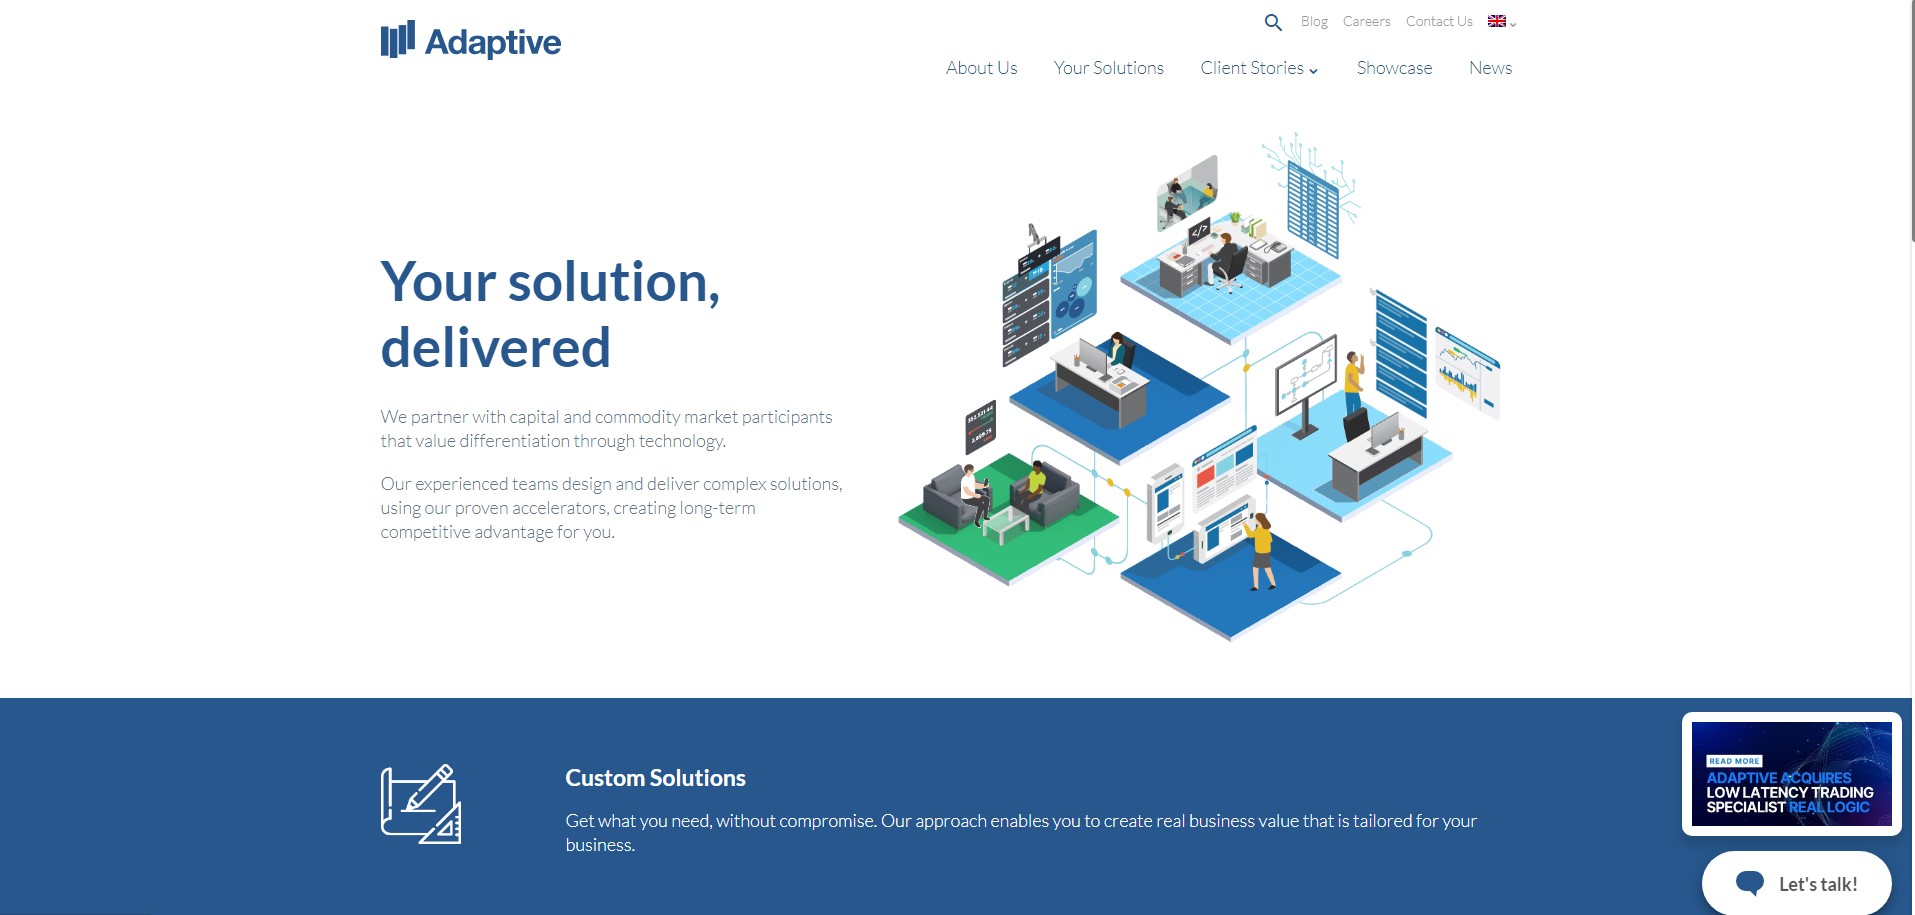 Adaptive
Blog Careers Contact Us
About Us Your Solutions Client Stories Showcase News
Your solution,
delivered
We partner with capital and commodity market participants
that value differentiation through technology.
Our experienced teams design and deliver complex solutions,
using our proven accelerators, creating long-term
competitive advantage for you.
</>
Custom Solutions
Get what you need, without compromise. Our approach enables you to create real business value that is tailored for your
business.
READ MORE
ADAPTIVE ACQUIRES
LOW LATENCY TRADING
SPECIALIST REAL LOGIC
Let's talk!